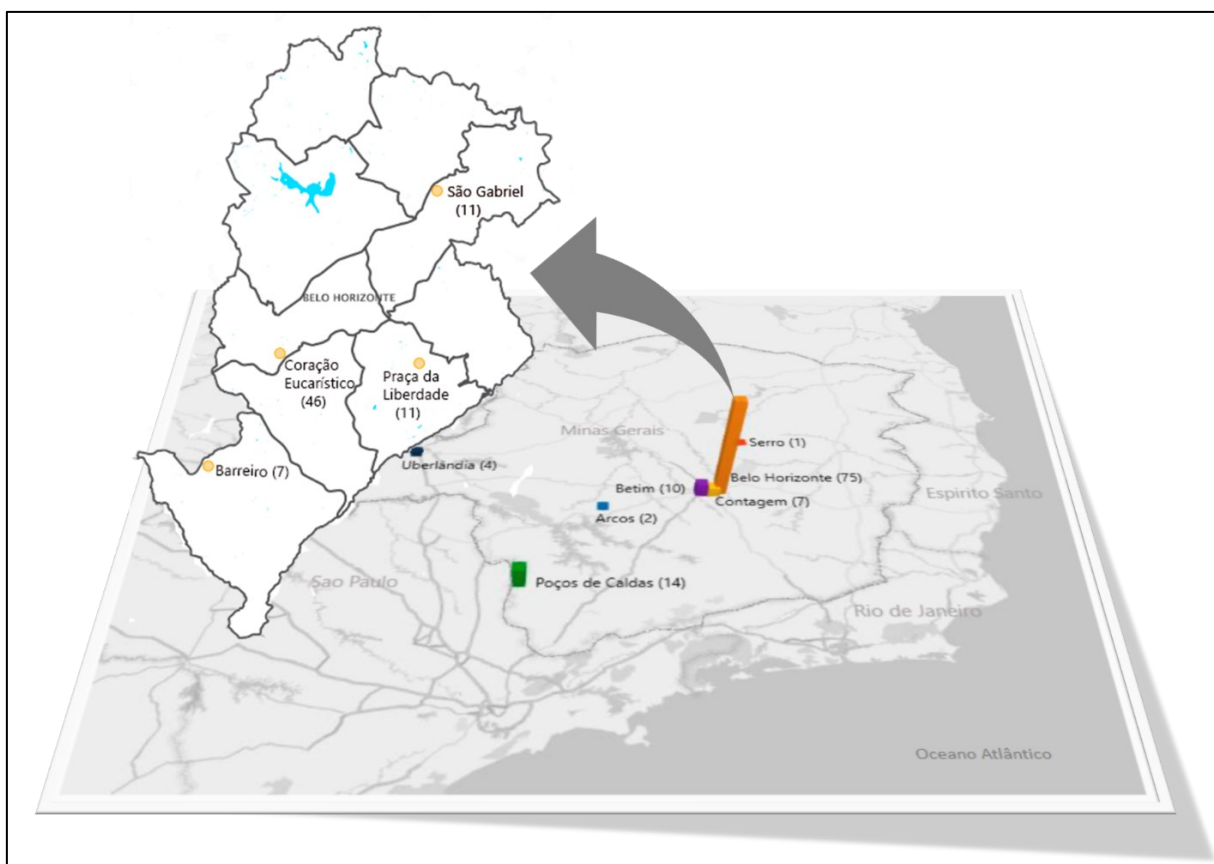 São Gabriel
(11)
BELO HORIZONTE
Coração
Eucarístico
(46)
Praça da
Liberdade
(11)
Barreiro (7)
Minas Gerais
Serro (1)
Uberlândia (4)
Belo Horizonte (75)
Betim (10)
Contagem (7)
Espirito Santo
Arcos (2)
Sao Paulo
Poços de Caldas (14)
Rio de Janeiro
Oceano Atlântico